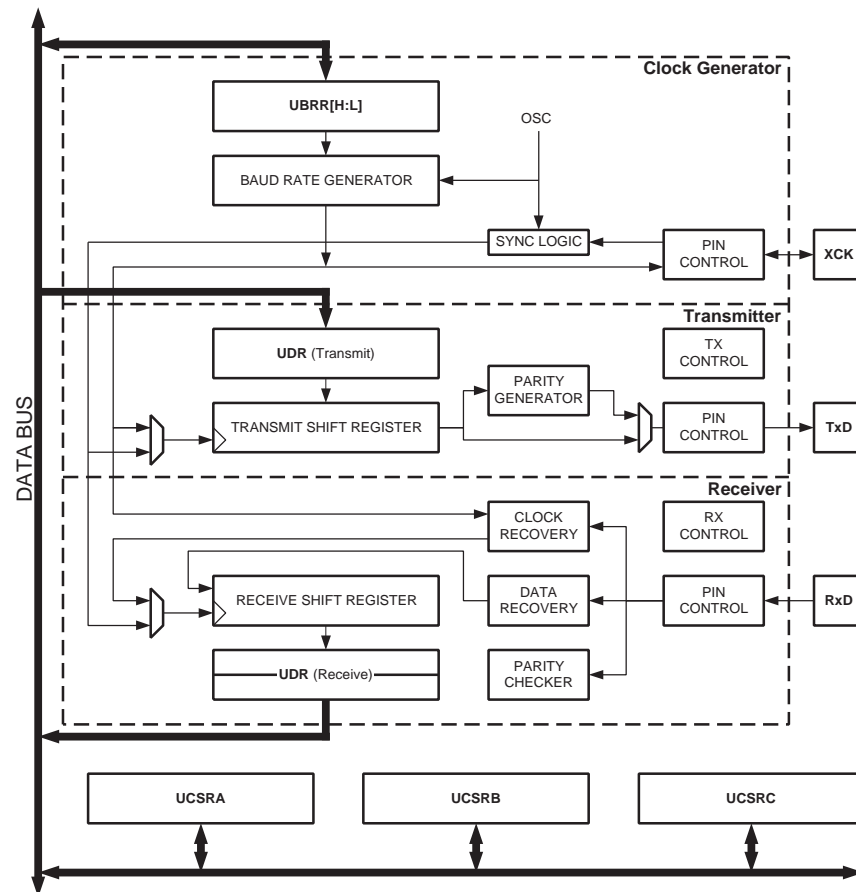 Clock Generator
UBRR[H:L]
OSC
BAUD RATE GENERATOR
SYNC LOGIC
PIN
CONTROL
XCK
Transmitter
UDR (Transmit)
TX
CONTROL
PARITY
GENERATOR
TRANSMIT SHIFT REGISTER
PIN
CONTROL
TxD
DATA BUS
Receiver
CLOCK
RECOVERY
RX
CONTROL
RECEIVE SHIFT REGISTER
DATA
RECOVERY
PIN
CONTROL
RxD
UDR (Receive)
PARITY
CHECKER
UCSRA
UCSRB
UCSRC